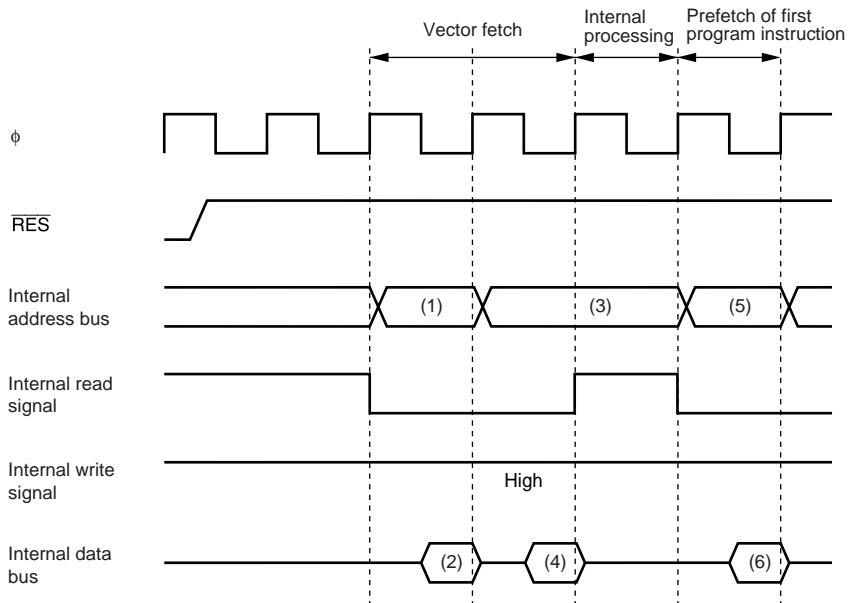 Vector fetch
Internal
processing
Prefetch of first
program instruction
ϕ
RES
Internal
address bus
(1)
(3)
(5)
Internal read
signal
Internal write
signal
High
Internal data
bus
(2)
(4)
(6)